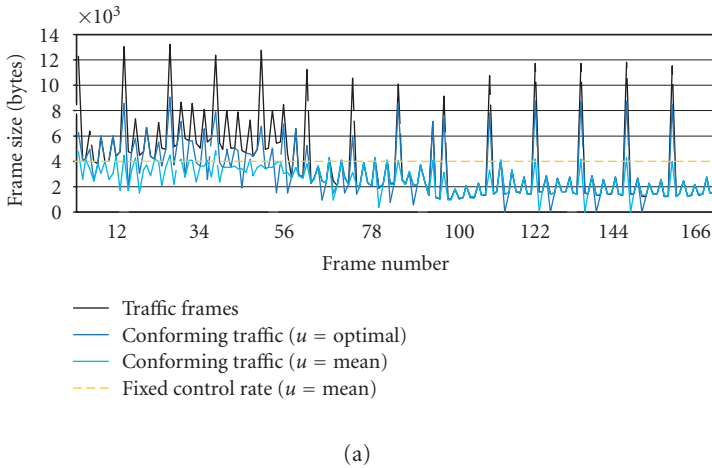 ×10³
14
12
10
8
6
4
2
0
Frame size (bytes)
12 34 56 78 100 122 144 166
Frame number
Traffic frames
Conforming traffic (u = optimal)
Conforming traffic (u = mean)
Fixed control rate (u = mean)
(a)